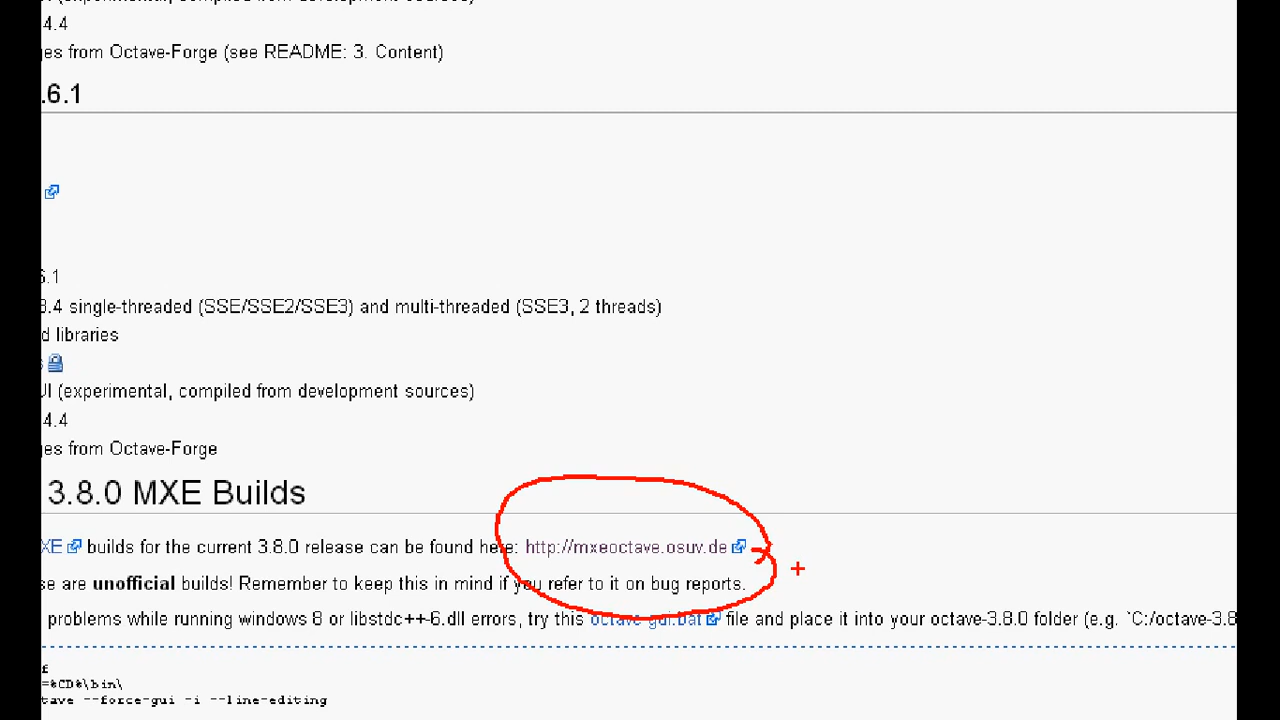 4.4
ges from Octave-Forge (see README: 3. Content)
.6.1
6.1
8.4 single-threaded (SSE/SSE2/SSE3) and multi-threaded (SSE3, 2 threads)
d libraries
UI (experimental, compiled from development sources)
4.4
ges from Octave-Forge
3.8.0 MXE Builds
XE builds for the current 3.8.0 release can be found here: http://mxeoctave.osuv.de
se are unofficial builds! Remember to keep this in mind if you refer to it on bug reports.
problems while running windows 8 or libstdc++-6.dll errors, try this octave-gui.bat file and place it into your octave-3.8.0 folder (e.g. `C:/octave-3.8
f
=%CD%\bin\
tave --force-gui -i --line-editing